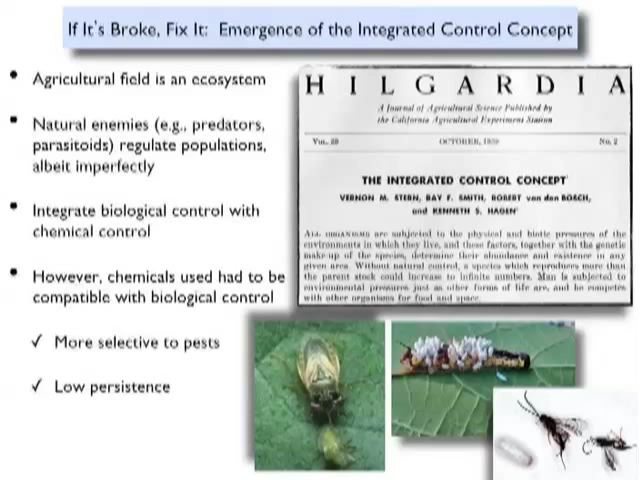 If It's Broke, Fix It: Emergence of the Integrated Control Concept
• Agricultural field is an ecosystem
• Natural enemies (e.g., predators,
parasitoids) regulate populations,
albeit imperfectly
• Integrate biological control with
chemical control
• However, chemicals used had to be
compatible with biological control
✓ More selective to pests
✓ Low persistence
HILGARDIA
A Journal of Agricultural Science Published by
the California Agricultural Experiment Station
VOL. 29 OCTOBER, 1959 No. 2
THE INTEGRATED CONTROL CONCEPT
VERNON M. STERN, RAY F. SMITH, ROBERT van den BOSCH,
and KENNETH S. HAGEN
ALL ORGANISMS are subjected to the physical and biotic pressures of the
environments in which they live, and these factors, together with the genetic
make-up of the species, determine their abundance and existence in any
given area. Without natural control, a species which reproduces more than
the parent stock could increase to infinite numbers. Man is subjected to
environmental pressures just as other forms of life are, and he competes
with other organisms for food and space.